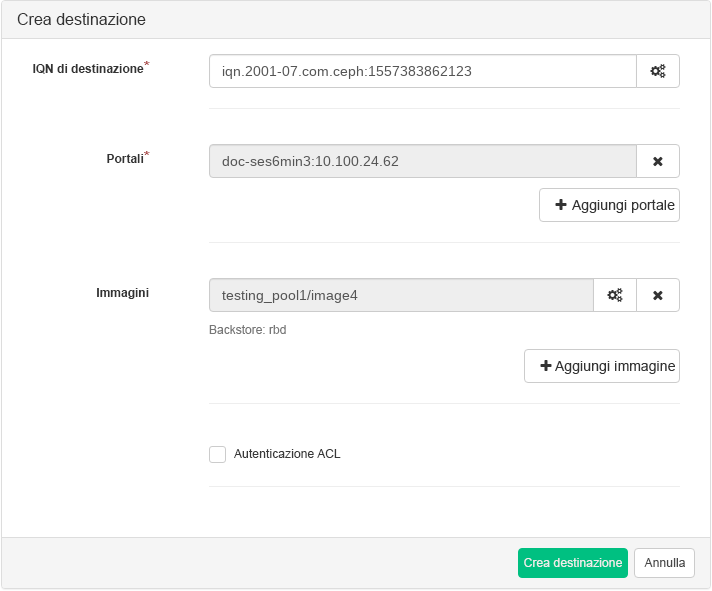 Crea destinazione
IQN di destinazione*
iqn.2001-07.com.ceph:1557383862123
Portali*
doc-ses6min3:10.100.24.62
Aggiungi portale
Immagini
testing_pool1/image4
Backstore: rbd
Aggiungi immagine
Autenticazione ACL
Crea destinazione
Annulla